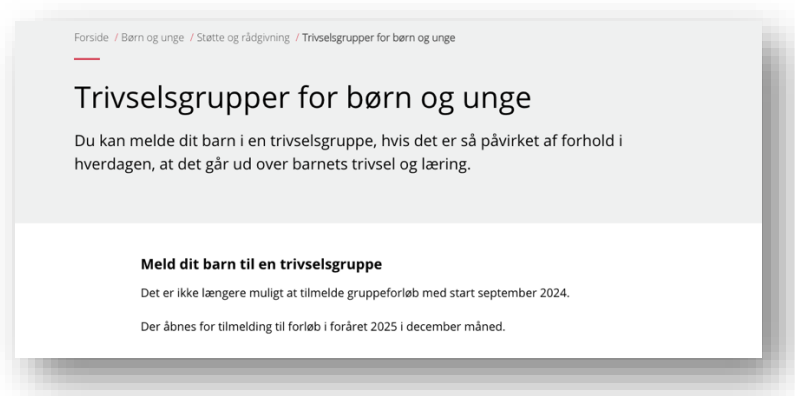 Forside / Børn og unge / Støtte og rådgivning / Trivselsgrupper for børn og unge
Trivselsgrupper for børn og unge
Du kan melde dit barn i en trivselsgruppe, hvis det er så påvirket af forhold i
hverdagen, at det går ud over barnets trivsel og læring.
Meld dit barn til en trivselsgruppe
Det er ikke længere muligt at tilmelde gruppeforløb med start september 2024.
Der åbnes for tilmelding til forløb i foråret 2025 i december måned.